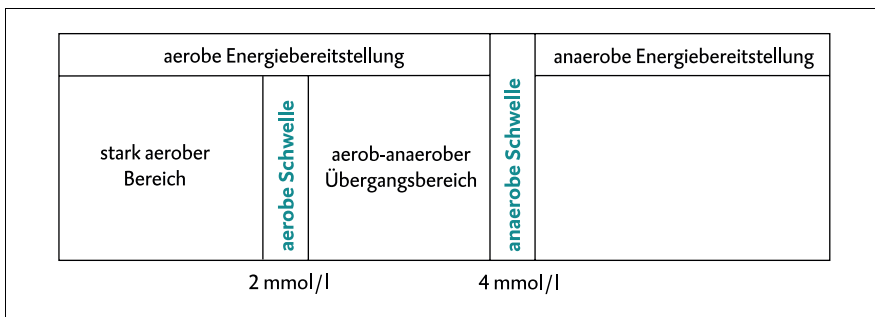 aerobe Energiebereitstellung
anaerobe Energiebereitstellung
stark aerober
Bereich
aerobe Schwelle
aerob-anaerober
Übergangsbereich
anaerobe Schwelle
2 mmol/l
4 mmol/l